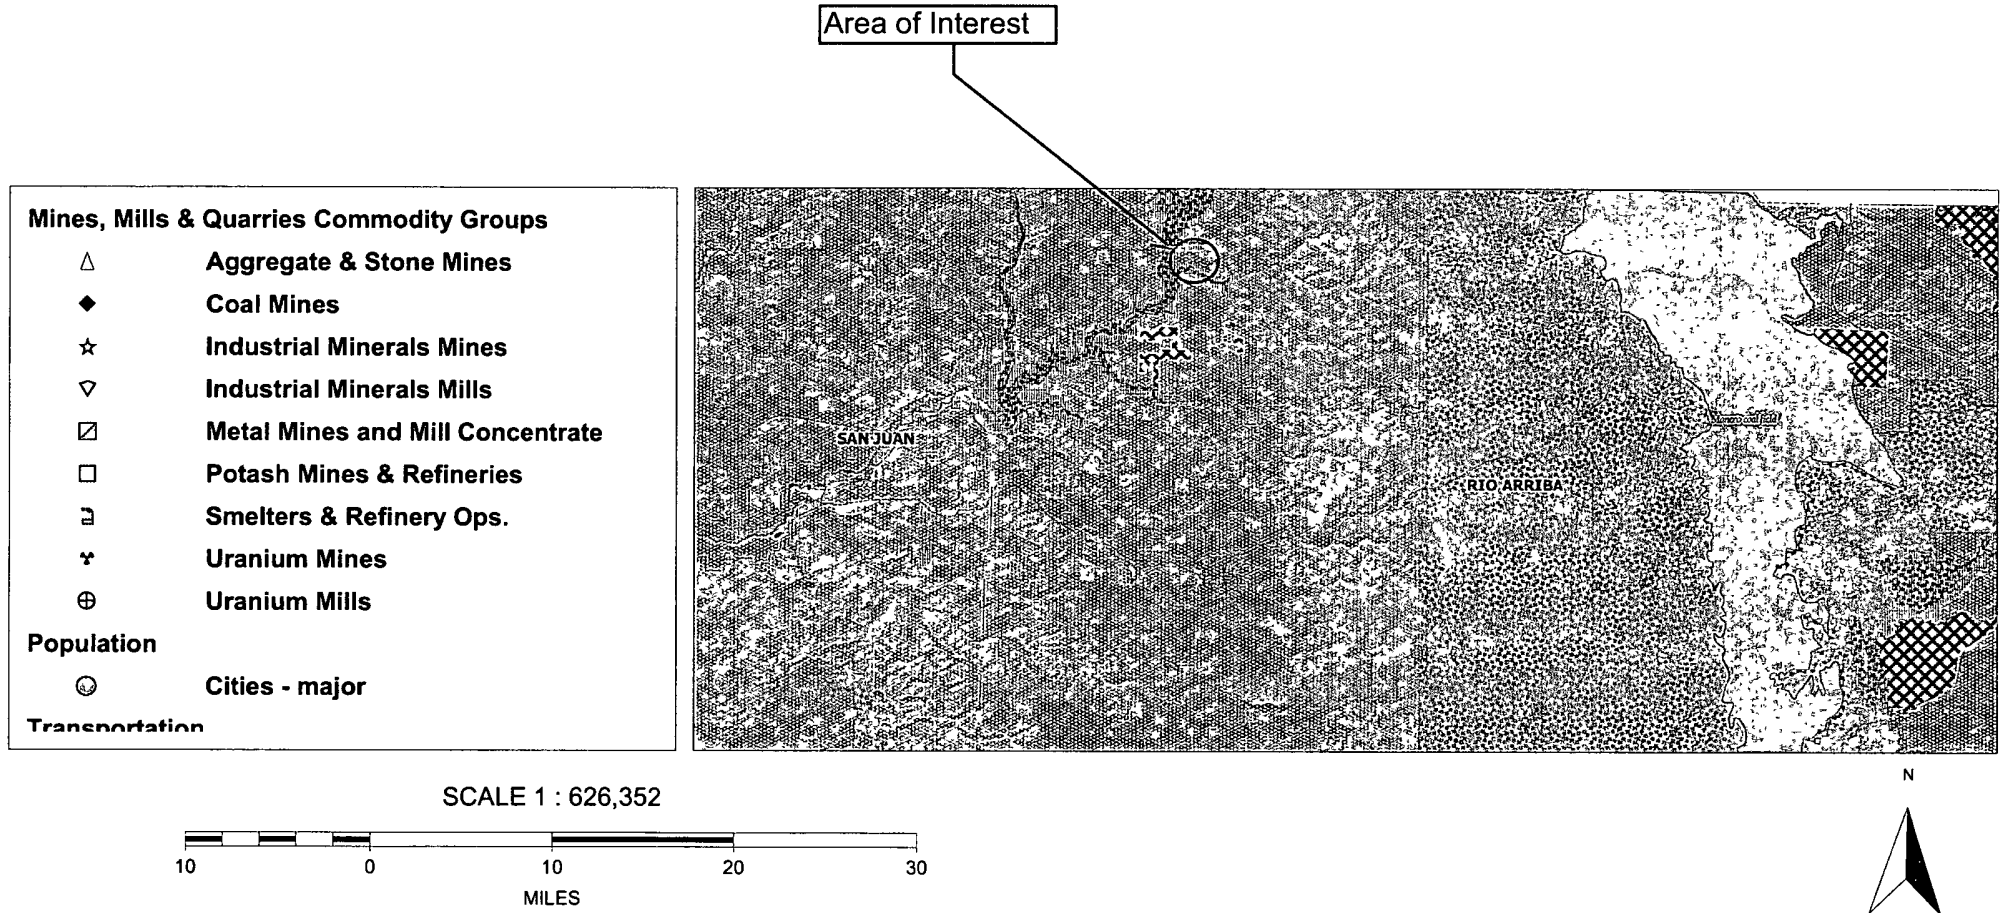 Area of Interest
Mines, Mills & Quarries Commodity Groups
Aggregate & Stone Mines
Coal Mines
Industrial Minerals Mines
Industrial Minerals Mills
Metal Mines and Mill Concentrate
Potash Mines & Refineries
Smelters & Refinery Ops.
Uranium Mines
Uranium Mills
Population
Cities - major
Transportation
SAN JUAN
RIO ARRIBA
SCALE 1 : 626,352
10 0 10 20 30
MILES
N